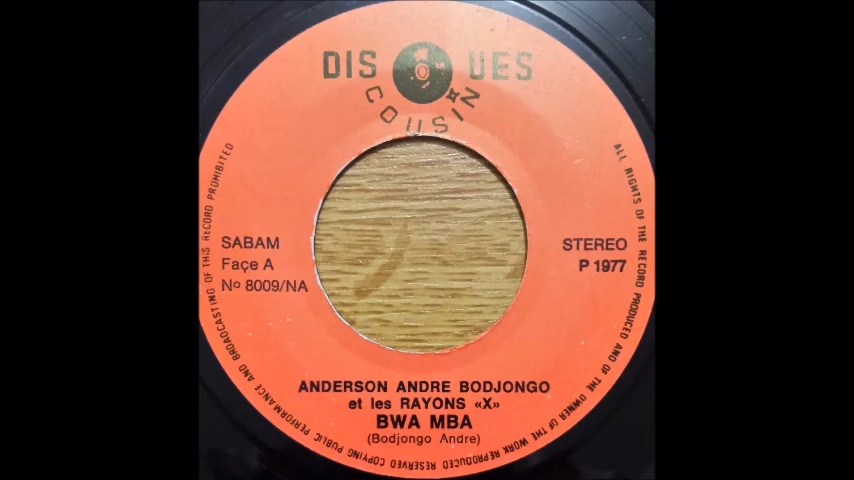 DISQUES
COUSIN
SABAM
Façe A
Nº 8009/NA
STEREO
P 1977
ANDERSON ANDRE BODJONGO
et les RAYONS «X»
BWA MBA
(Bodjongo Andre)
ALL RIGHTS OF THE RECORD PRODUCED AND OF THE OWNER OF THE WORK REPRODUCED RESERVED COPYING PUBLIC PERFORMANCE AND BROADCASTING OF THIS RECORD PROHIBITED